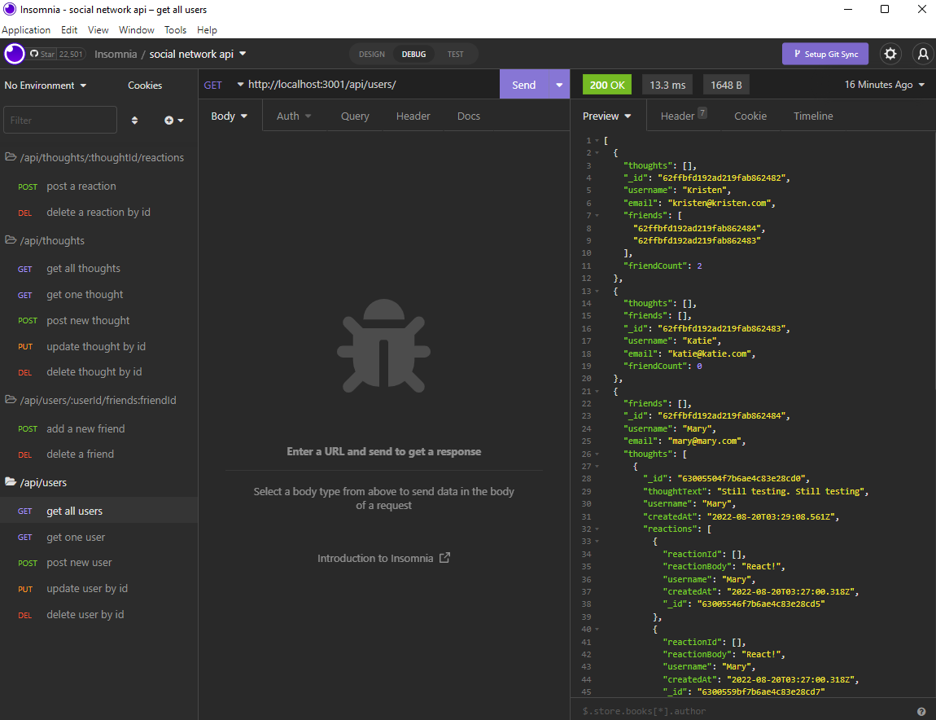 Insomnia - social network api – get all users
Application Edit View Window Tools Help
Star 22,501
Insomnia / social network api
DESIGN DEBUG TEST
Setup Git Sync
No Environment
Cookies
Filter
/api/thoughts/:thoughtId/reactions
POST post a reaction
DEL delete a reaction by id
/api/thoughts
GET get all thoughts
GET get one thought
POST post new thought
PUT update thought by id
DEL delete thought by id
/api/users/:userId/friends:friendId
POST add a new friend
DEL delete a friend
/api/users
GET get all users
GET get one user
POST post new user
PUT update user by id
DEL delete user by id
GET http://localhost:3001/api/users/ Send
Body Auth Query Header Docs
Enter a URL and send to get a response
Select a body type from above to send data in the body
of a request
Introduction to Insomnia
200 OK 13.3 ms 1648 B 16 Minutes Ago
Preview Header 7 Cookie Timeline
1 [
2 {
3 "thoughts": [],
4 "_id": "62ffbfd192ad219fab862482",
5 "username": "Kristen",
6 "email": "kristen@kristen.com",
7 "friends": [
8 "62ffbfd192ad219fab862484",
9 "62ffbfd192ad219fab862483"
10 ],
11 "friendCount": 2
12 },
13 {
14 "thoughts": [],
15 "friends": [],
16 "_id": "62ffbfd192ad219fab862483",
17 "username": "Katie",
18 "email": "katie@katie.com",
19 "friendCount": 0
20 },
21 {
22 "friends": [],
23 "_id": "62ffbfd192ad219fab862484",
24 "username": "Mary",
25 "email": "mary@mary.com",
26 "thoughts": [
27 {
28 "_id": "63005504f7b6ae4c83e28cd0",
29 "thoughtText": "Still testing. Still testing",
30 "username": "Mary",
31 "createdAt": "2022-08-20T03:29:08.561Z",
32 "reactions": [
33 {
34 "reactionId": [],
35 "reactionBody": "React!",
36 "username": "Mary",
37 "createdAt": "2022-08-20T03:27:00.318Z",
38 "_id": "63005546f7b6ae4c83e28cd5"
39 },
40 {
41 "reactionId": [],
42 "reactionBody": "React!",
43 "username": "Mary",
44 "createdAt": "2022-08-20T03:27:00.318Z",
45 "_id": "6300559bf7b6ae4c83e28cd7"
$.store.books[*].author